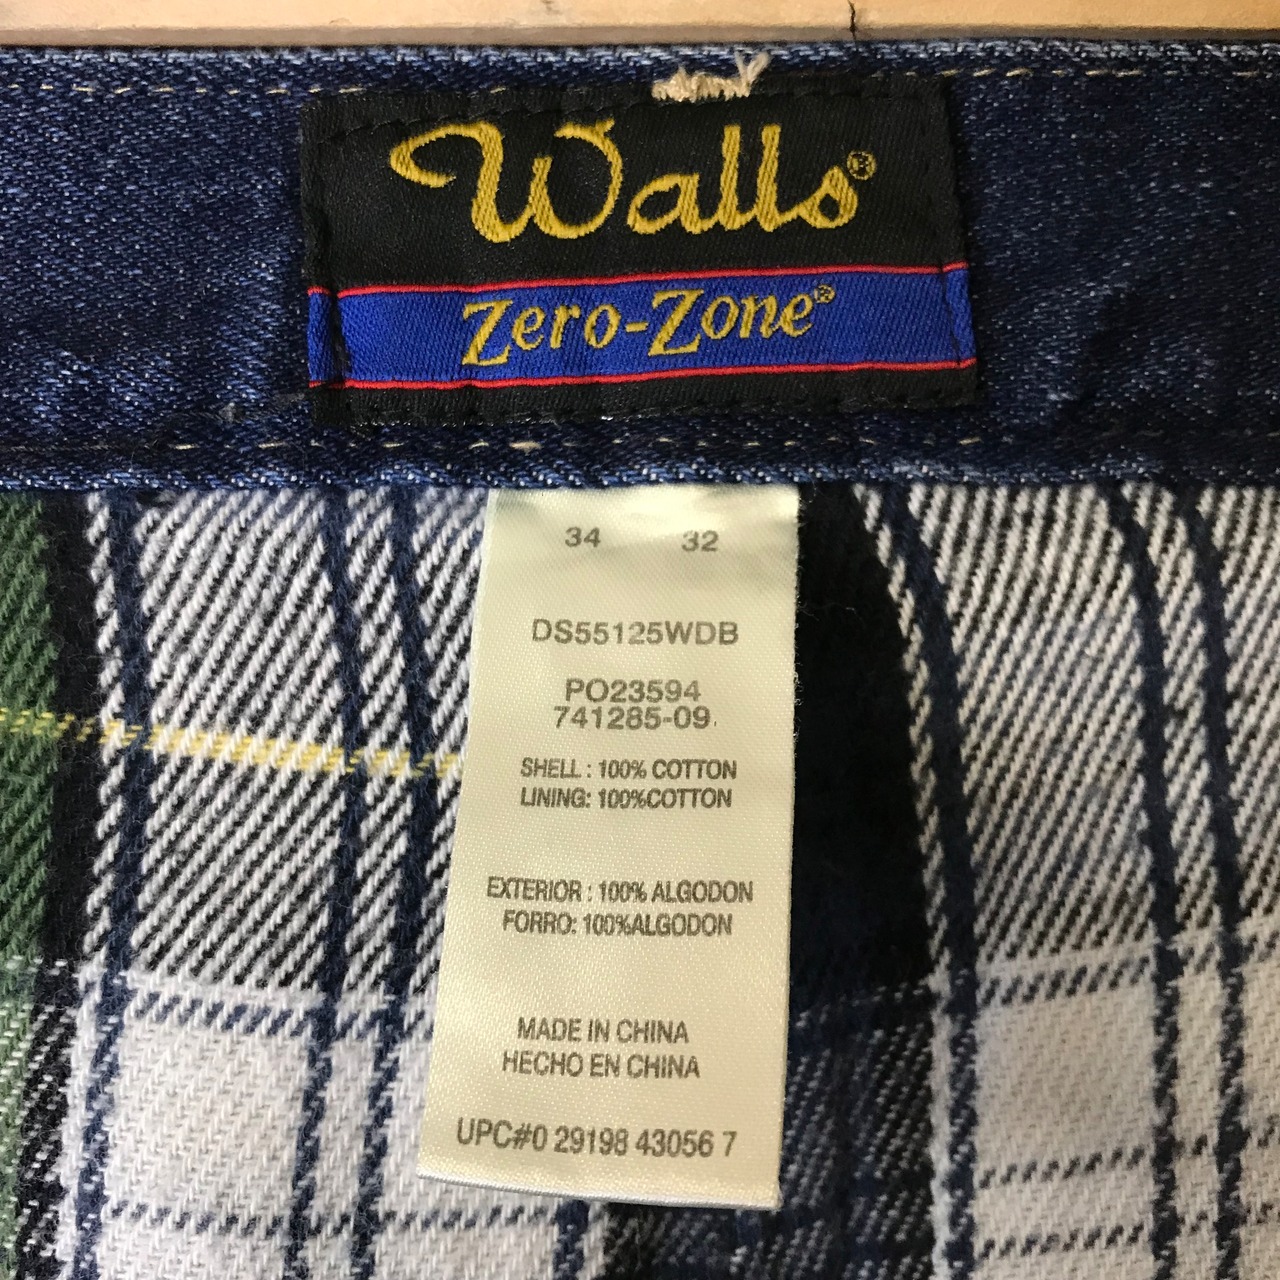 Walls®
Zero-Zone®
34 32
DS55125WDB
PO23594
741285-09.
SHELL : 100% COTTON
LINING: 100%COTTON
EXTERIOR : 100% ALGODON
FORRO: 100%ALGODON
MADE IN CHINA
HECHO EN CHINA
UPC#0 29198 43056 7